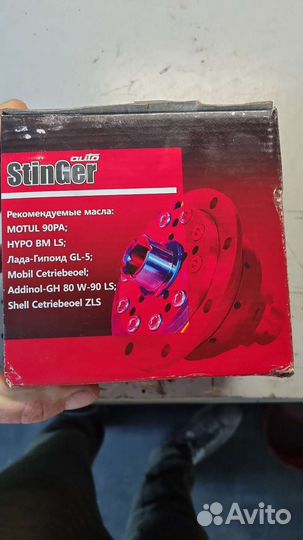 auto
StinGer
Рекомендуемые масла:
MOTUL 90PA;
HYPO BM LS;
Лада-Гипоид GL-5;
Mobil Cetriebeoel;
Addinol-GH 80 W-90 LS;
Shell Cetriebeoel ZLS
Avito